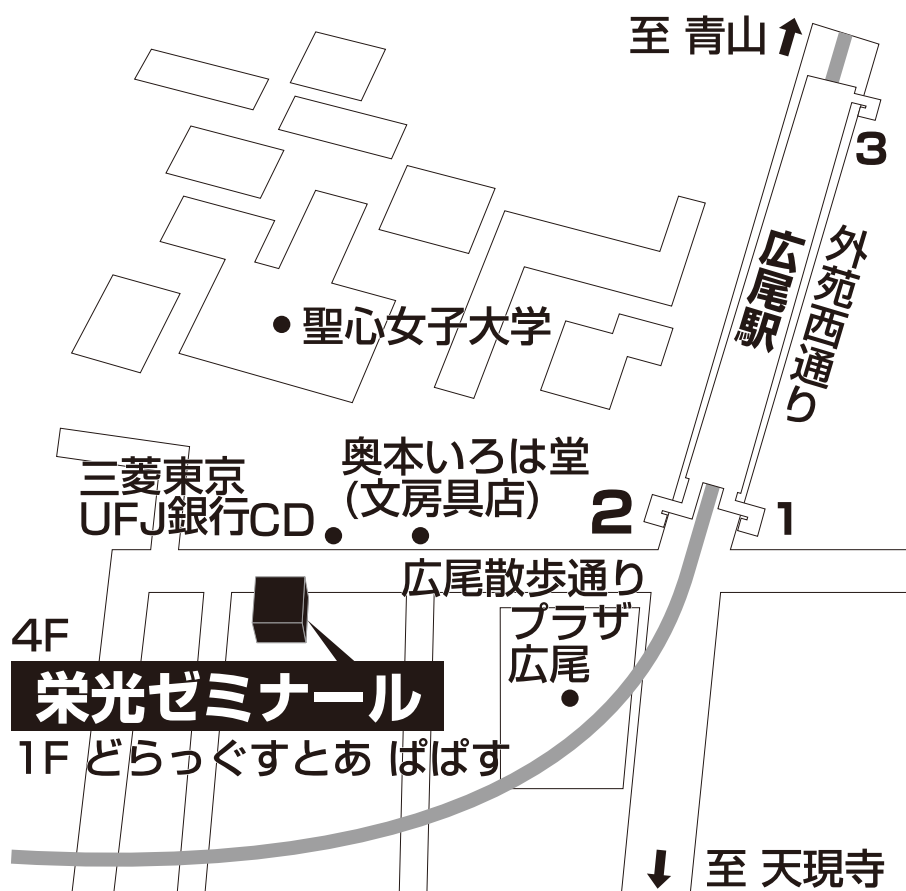 至 青山
3
広尾駅
外苑西通り
聖心女子大学
奥本いろは堂
(文房具店)
三菱東京
UFJ銀行CD
2
1
広尾散歩通り
プラザ
広尾
4F
栄光ゼミナール
1F どらっぐすとあ ぱぱす
至 天現寺